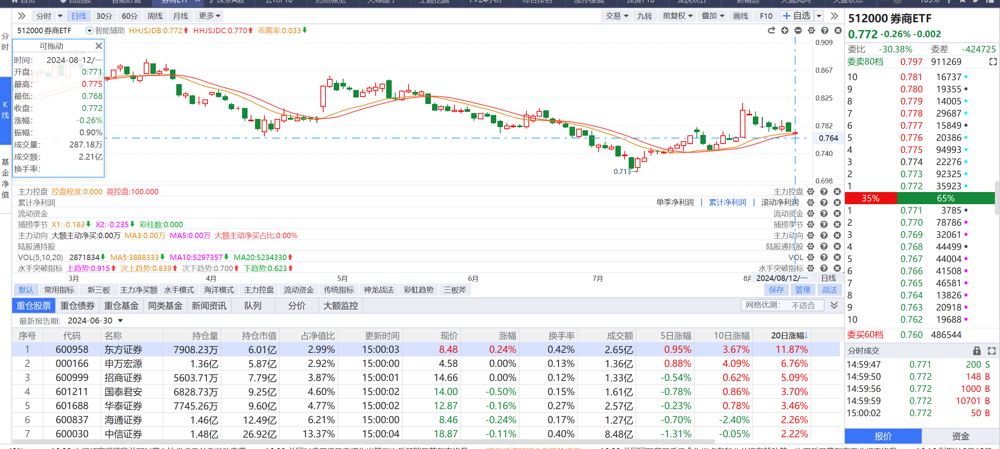 分时 日线 30分 60分 周线 月线 更多 交易 九转 前复权 叠加 画线 F10 自选
512000 券商ETF 智能辅助 HHJSJDB:0.772 HHJSJDC:0.770 乖离率:0.033
分时
K线
基金净值
可拖动
时间: 2024-08-12/一
开盘: 0.771
最高: 0.775
最低: 0.768
收盘: 0.772
涨幅: -0.26%
振幅: 0.90%
成交量: 287.18万
成交额: 2.21亿
换手率:
0.894
0.713→
0.909
0.867
0.825
0.782
0.764
0.740
0.698
主力控盘 控盘程度:0.000 高控盘:100.000 主力控盘
累计净利润 单季净利润 累计净利润 滚动净利润
流动资金 流动资金
捕捞季节 X1:-0.183 X2:-0.235 彩柱数:0.000 捕捞季节
主力动向 大额主动净买:0.00万 MA3:0.00万 MA5:0.00万 大额主动净买占比:0.00% 主力动向
陆股通持股 陆股通持股
VOL(5,10,20) 2871834 MA5:3888333 MA10:5297357 MA20:5234330 VOL
水手突破指标 上趋势:0.915 次上趋势:0.839 次下趋势:0.700 下趋势:0.623 水手突破指标
3月 4月 5月 6月 7月 8月 2024/08/12/一 日线
默认 常用指标 新三板 主力净买额 水手模式 海洋模式 主力控盘 流动资金 传统指标 神龙战法 彩虹趋势 三板斧 保存 管理 战法
重仓股票 重仓债券 重仓基金 同类基金 新闻资讯 队列 分价 大额监控 网格优测: 不适合
最新报告期: 2024-06-30
序号 代码 名称 持仓量 持仓市值 占净值比 更新时间 现价 涨幅 换手率 成交额 5日涨幅 10日涨幅 20日涨幅↓
1 600958 东方证券 7908.23万 6.01亿 2.99% 15:00:03 8.48 0.24% 0.42% 2.65亿 0.95% 3.67% 11.87%
2 000166 申万宏源 1.36亿 5.87亿 2.92% 15:00:00 4.58 0.00% 0.13% 1.36亿 0.88% 4.09% 6.76%
3 600999 招商证券 5603.71万 7.79亿 3.87% 15:00:01 14.66 0.00% 0.12% 1.33亿 -0.54% 0.62% 5.09%
4 601211 国泰君安 6828.73万 9.25亿 4.60% 15:00:02 14.00 -0.50% 0.15% 1.61亿 -0.78% 0.86% 3.70%
5 601688 华泰证券 7745.26万 9.60亿 4.77% 15:00:02 12.87 -0.16% 0.27% 2.57亿 -0.23% 0.78% 3.46%
6 600837 海通证券 1.46亿 12.49亿 6.21% 15:00:00 8.46 -0.24% 0.17% 1.27亿 -0.70% -2.40% 2.26%
7 600030 中信证券 1.48亿 26.92亿 13.37% 15:00:04 18.87 -0.11% 0.40% 8.48亿 -1.31% -0.05% 2.22%
512000 券商ETF
0.772 -0.26% -0.002
委比 -30.38% 委差 -424725
委卖80档 0.797 911269
10 0.781 16737
9 0.780 19355
8 0.779 14005
7 0.778 29687
6 0.777 15849
5 0.776 20386
4 0.775 94993
3 0.774 22276
2 0.773 92325
1 0.772 35923
35% 65%
1 0.771 3785
2 0.770 78786
3 0.769 32061
4 0.768 44499
5 0.767 44004
6 0.766 41508
7 0.765 46581
8 0.764 13826
9 0.763 20918
10 0.762 19688
委买60档 0.760 486544
分时成交
14:59:47 0.771 200 S
14:59:50 0.772 148 B
14:59:56 0.772 1000 B
14:59:59 0.772 10701 B
15:00:02 0.772 50 B
报价 资金